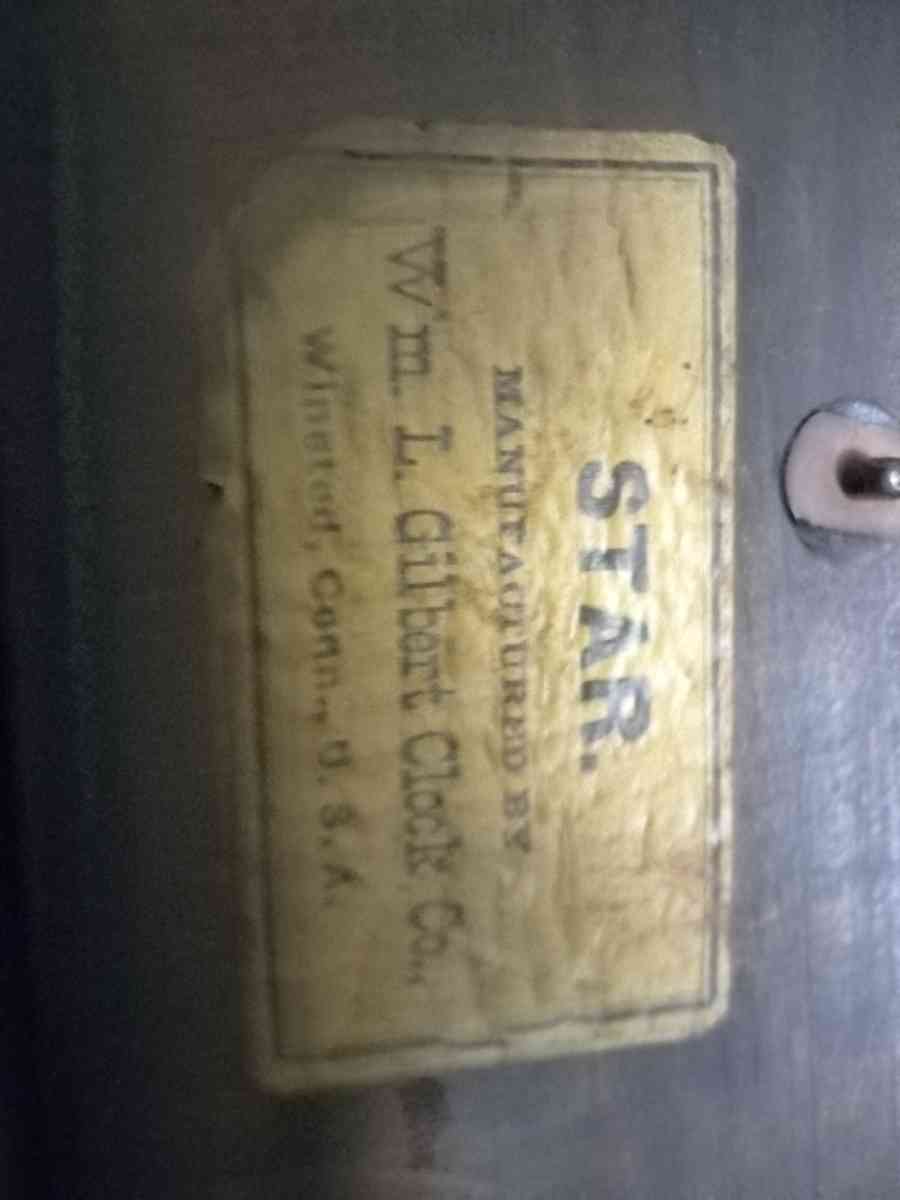 STAR.
MANUFACTURED BY
Wm. L. Gilbert Clock Co.,
Winsted, Conn., U. S. A.